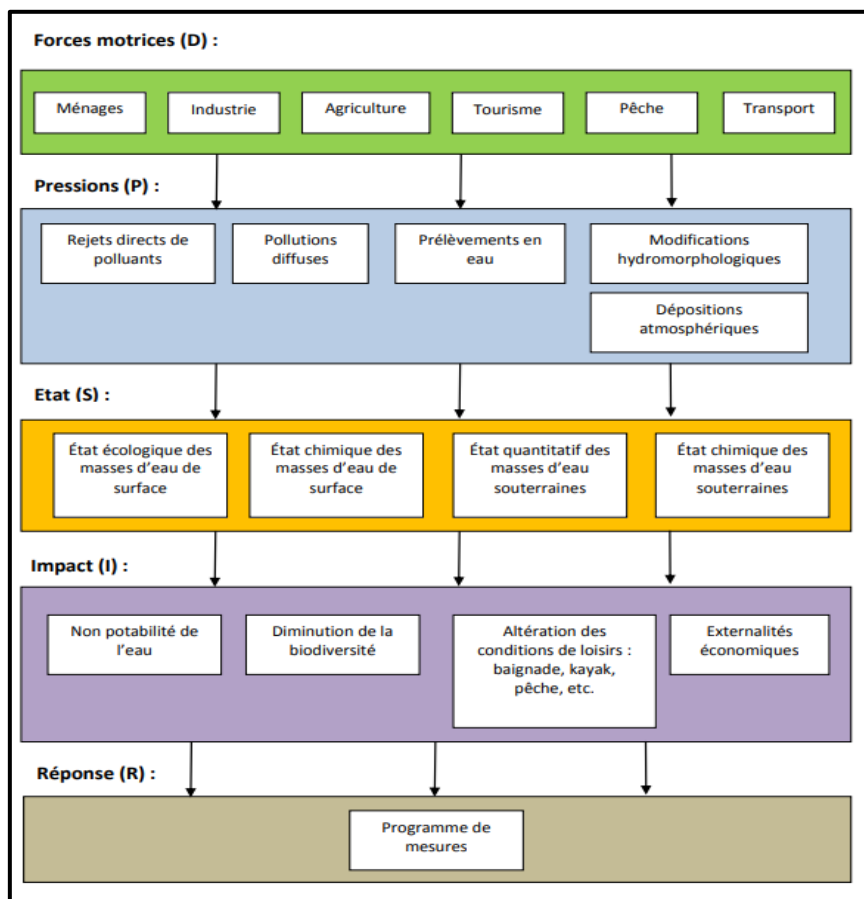 Forces motrices (D) :
Ménages
Industrie
Agriculture
Tourisme
Pêche
Transport
Pressions (P) :
Rejets directs de
polluants
Pollutions
diffuses
Prélèvements en
eau
Modifications
hydromorphologiques
Dépositions
atmosphériques
Etat (S) :
État écologique des
masses d'eau de
surface
État chimique des
masses d'eau de
surface
État quantitatif des
masses d'eau
souterraines
État chimique des
masses d'eau
souterraines
Impact (I) :
Non potabilité de
l'eau
Diminution de la
biodiversité
Altération des
conditions de loisirs :
baignade, kayak,
pêche, etc.
Externalités
économiques
Réponse (R) :
Programme de
mesures